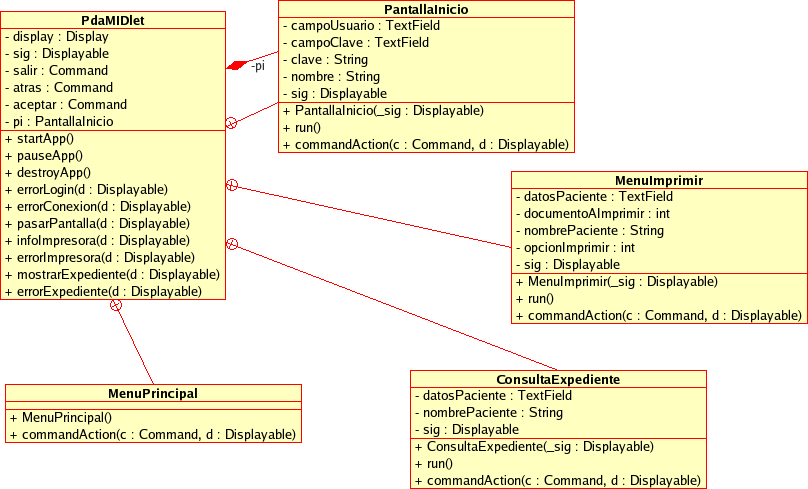 PdaMIDlet
- display : Display
- sig : Displayable
- salir : Command
- atras : Command
- aceptar : Command
- pi : PantallaInicio
+ startApp()
+ pauseApp()
+ destroyApp()
+ errorLogin(d : Displayable)
+ errorConexion(d : Displayable)
+ pasarPantalla(d : Displayable)
+ infoImpresora(d : Displayable)
+ errorImpresora(d : Displayable)
+ mostrarExpediente(d : Displayable)
+ errorExpediente(d : Displayable)
-pi
PantallaInicio
- campoUsuario : TextField
- campoClave : TextField
- clave : String
- nombre : String
- sig : Displayable
+ PantallaInicio(_sig : Displayable)
+ run()
+ commandAction(c : Command, d : Displayable)
MenuImprimir
- datosPaciente : TextField
- documentoAImprimir : int
- nombrePaciente : String
- opcionImprimir : int
- sig : Displayable
+ MenuImprimir(_sig : Displayable)
+ run()
+ commandAction(c : Command, d : Displayable)
MenuPrincipal
+ MenuPrincipal()
+ commandAction(c : Command, d : Displayable)
ConsultaExpediente
- datosPaciente : TextField
- nombrePaciente : String
- sig : Displayable
+ ConsultaExpediente(_sig : Displayable)
+ run()
+ commandAction(c : Command, d : Displayable)